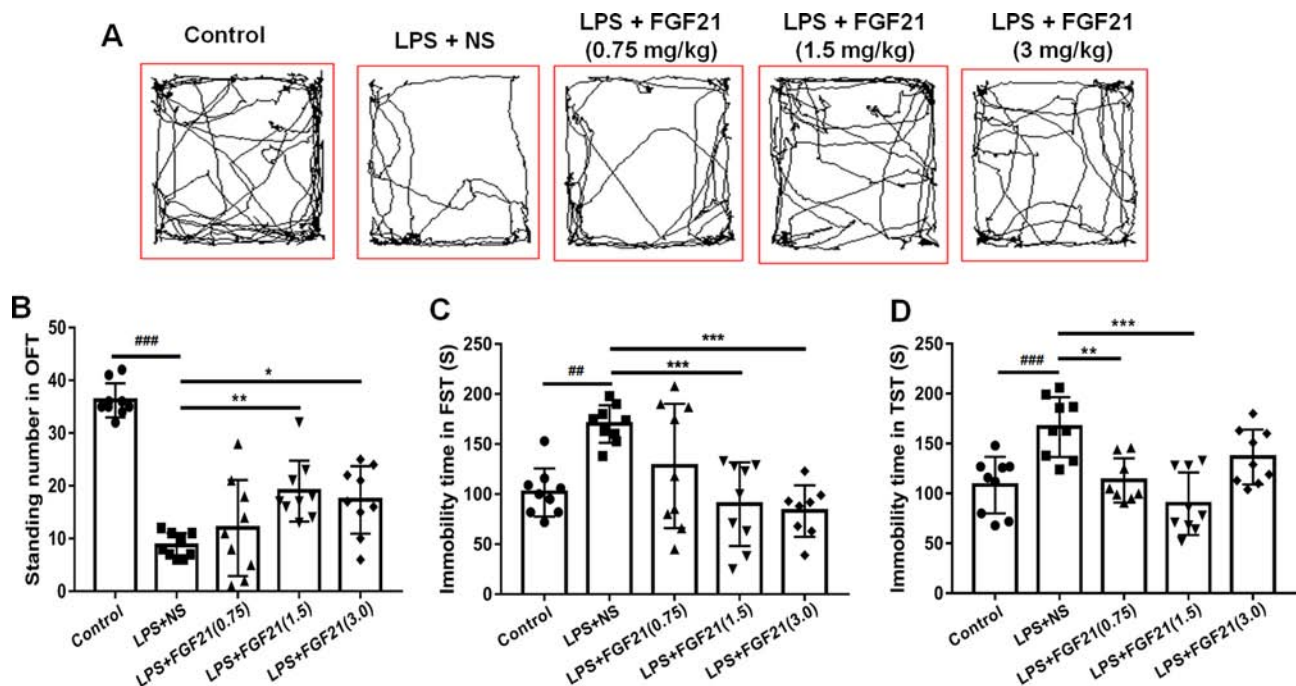 A
Control
LPS + NS
LPS + FGF21
(0.75 mg/kg)
LPS + FGF21
(1.5 mg/kg)
LPS + FGF21
(3 mg/kg)
B
Standing number in OFT
50
40
30
20
10
0
###
*
**
Control
LPS+NS
LPS+FGF21(0.75)
LPS+FGF21(1.5)
LPS+FGF21(3.0)
C
Immobility time in FST (S)
250
200
150
100
50
0
##
***
***
Control
LPS+NS
LPS+FGF21(0.75)
LPS+FGF21(1.5)
LPS+FGF21(3.0)
D
Immobility time in TST (S)
250
200
150
100
50
0
###
***
**
Control
LPS+NS
LPS+FGF21(0.75)
LPS+FGF21(1.5)
LPS+FGF21(3.0)